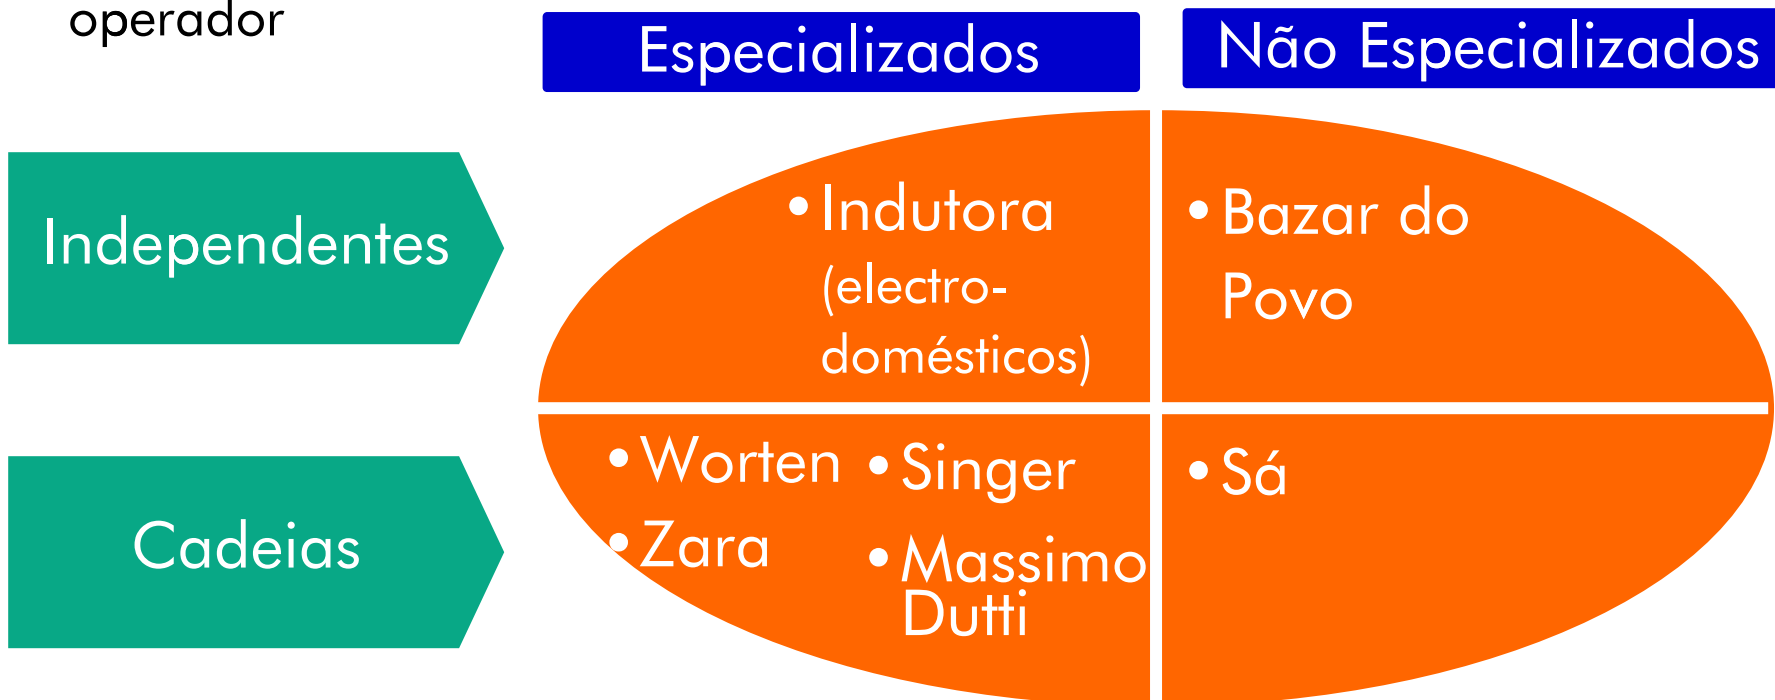 operador
Especializados
Não Especializados
Independentes
• Indutora
(electro-
domésticos)
• Bazar do
Povo
Cadeias
• Worten
• Zara
• Singer
• Massimo
Dutti
• Sá